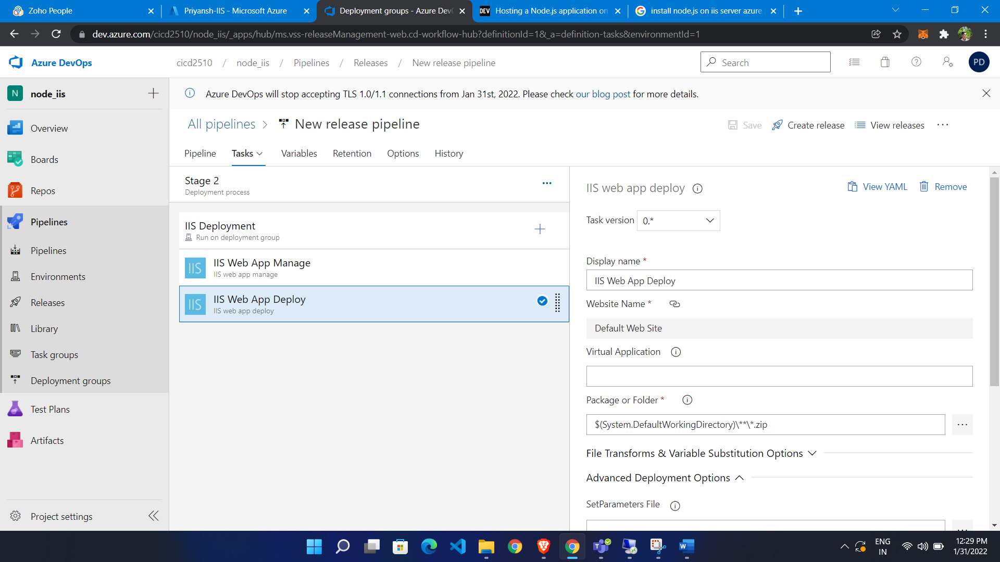 Zoho People
Priyansh-IIS - Microsoft Azure
Deployment groups - Azure Dev
DEV
Hosting a Node.js application on
install node.js on iis server azure
dev.azure.com/cicd2510/node_iis/_apps/hub/ms.vss-releaseManagement-web.cd-workflow-hub?definitionId=1&_a=definition-tasks&environmentId=1
Azure DevOps
cicd2510 / node_iis / Pipelines / Releases / New release pipeline
Search
PD
N
node_iis
Azure DevOps will stop accepting TLS 1.0/1.1 connections from Jan 31st, 2022. Please check our blog post for more details.
Overview
Boards
Repos
Pipelines
Pipelines
Environments
Releases
Library
Task groups
Deployment groups
Test Plans
Artifacts
Project settings
All pipelines > New release pipeline
Save
Create release
View releases
Pipeline
Tasks
Variables
Retention
Options
History
Stage 2
Deployment process
IIS Deployment
Run on deployment group
IIS
IIS Web App Manage
IIS web app manage
IIS
IIS Web App Deploy
IIS web app deploy
IIS web app deploy
View YAML
Remove
Task version
0.*
Display name *
IIS Web App Deploy
Website Name *
Default Web Site
Virtual Application
Package or Folder *
$(System.DefaultWorkingDirectory)\**\*.zip
File Transforms & Variable Substitution Options
Advanced Deployment Options
SetParameters File
ENG
IN
12:29 PM
1/31/2022